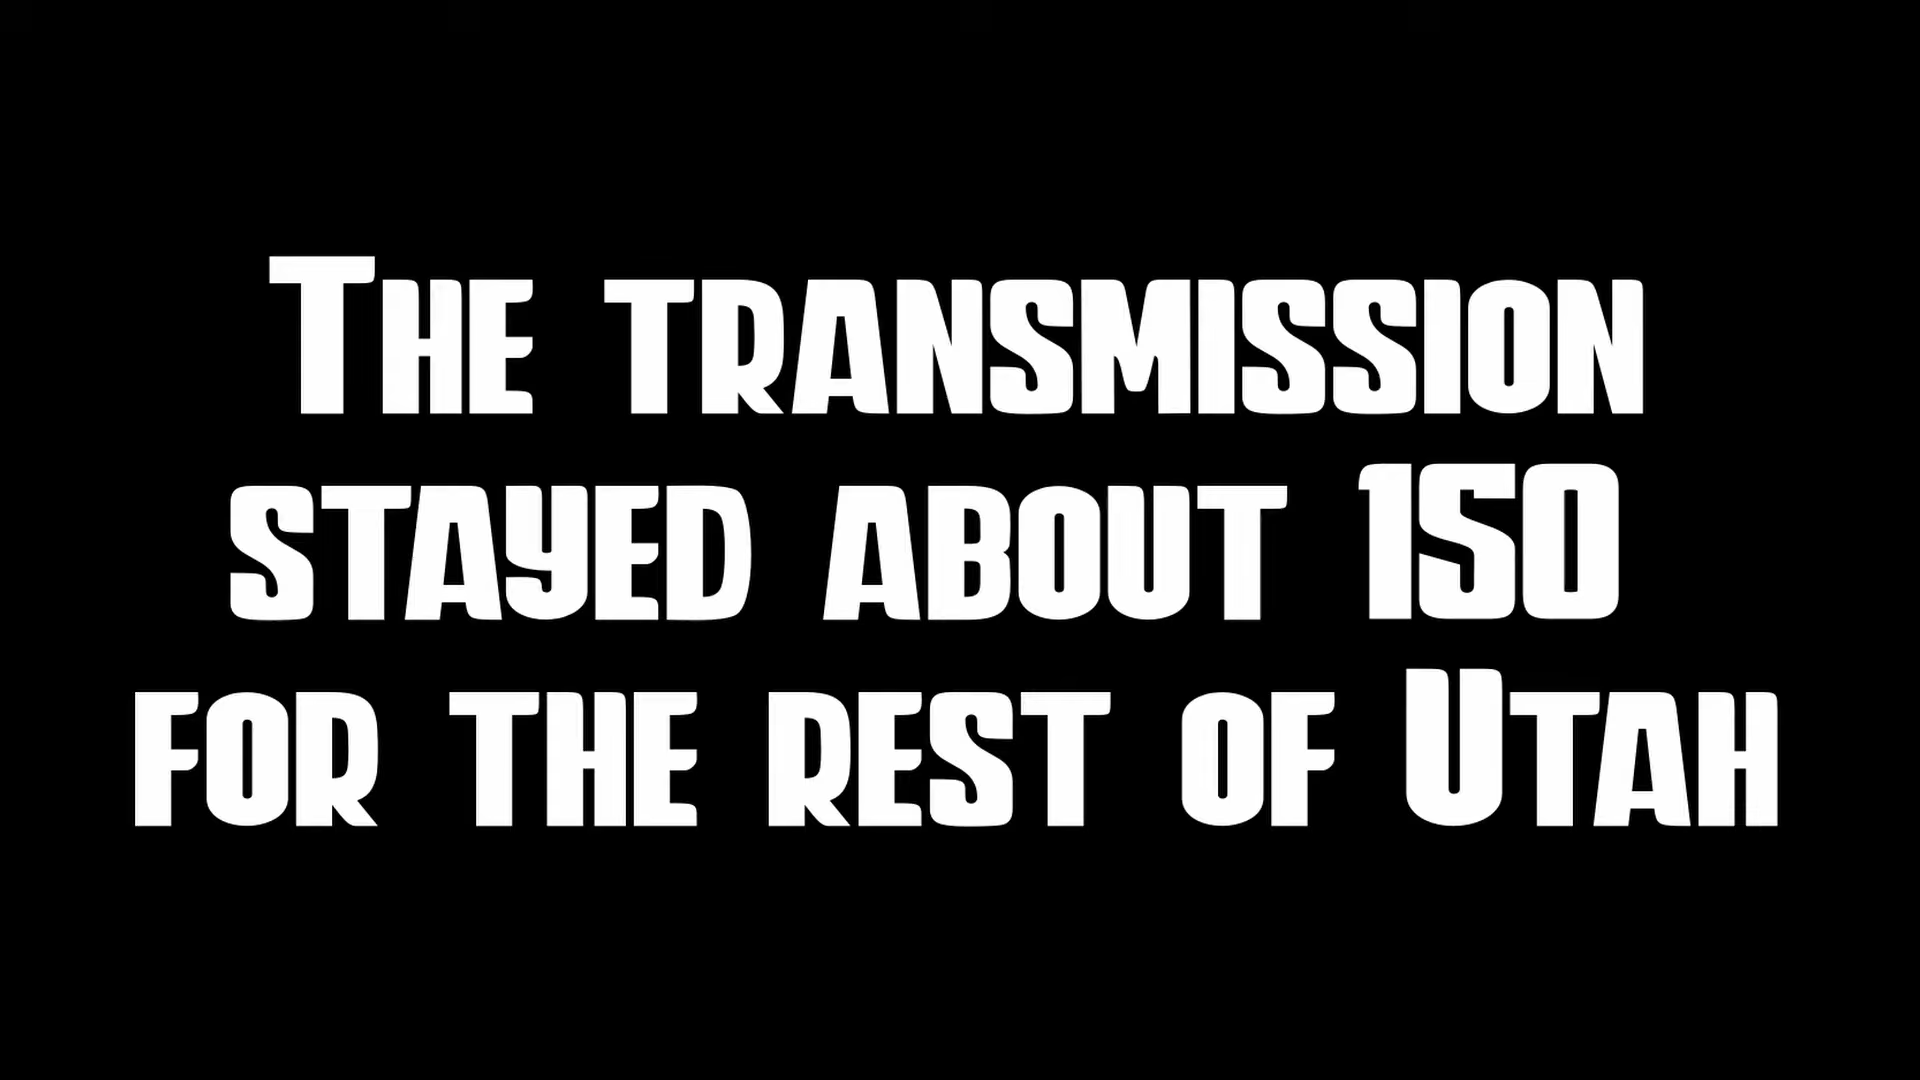 The transmission
stayed about 150
for the rest of Utah